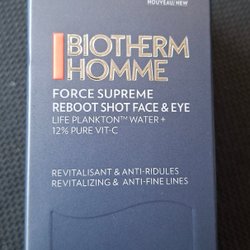 NOUVEAU/NEW
BIOTHERM
HOMME
FORCE SUPREME
REBOOT SHOT FACE & EYE
LIFE PLANKTON™ WATER +
12% PURE VIT-C
REVITALISANT & ANTI-RIDULES
REVITALIZING & ANTI-FINE LINES